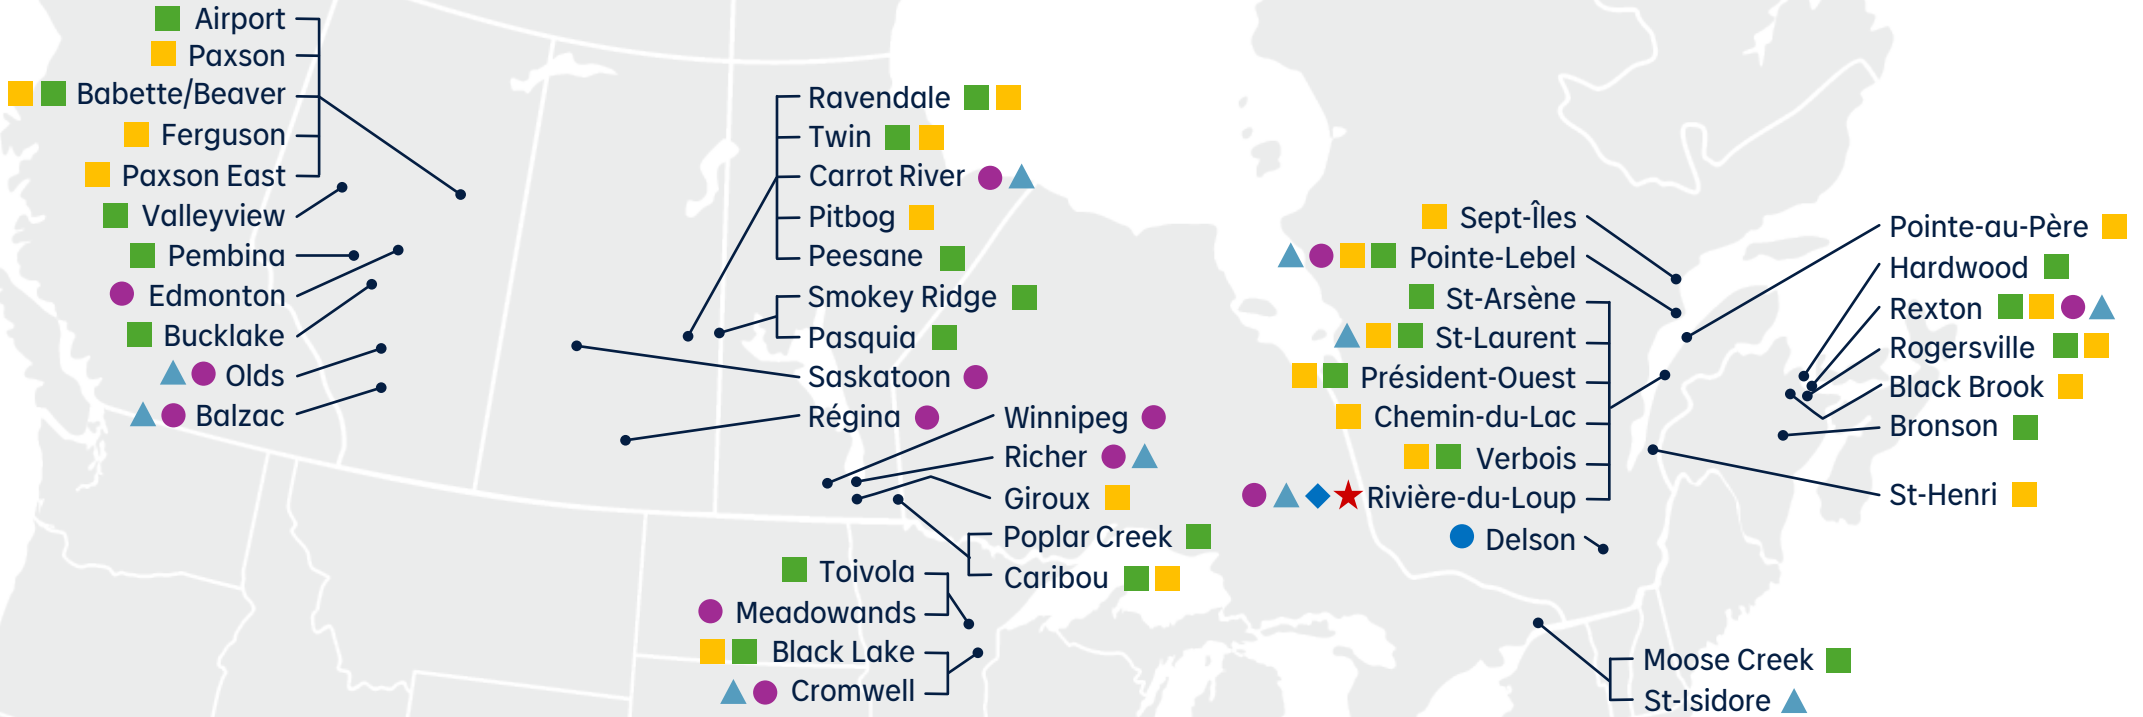 Airport
Paxson
Babette/Beaver
Ferguson
Paxson East
Valleyview
Pembina
Edmonton
Bucklake
Olds
Balzac
Ravendale
Twin
Carrot River
Pitbog
Peesane
Smokey Ridge
Pasquia
Saskatoon
Régina
Winnipeg
Richer
Giroux
Poplar Creek
Caribou
Toivola
Meadowands
Black Lake
Cromwell
Sept-Îles
Pointe-Lebel
St-Arsène
St-Laurent
Président-Ouest
Chemin-du-Lac
Verbois
Rivière-du-Loup
Delson
Pointe-au-Père
Hardwood
Rexton
Rogersville
Black Brook
Bronson
St-Henri
Moose Creek
St-Isidore